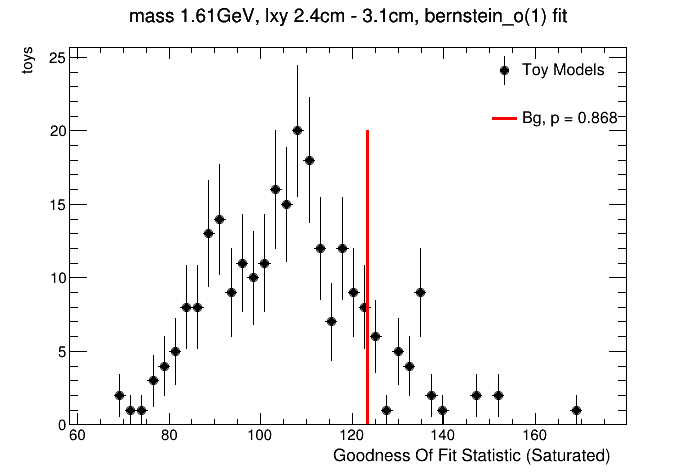 mass 1.61GeV, lxy 2.4cm - 3.1cm, bernstein_o(1) fit
toys
25
20
15
10
5
0
Toy Models
Bg, p = 0.868
60 80 100 120 140 160
Goodness Of Fit Statistic (Saturated)